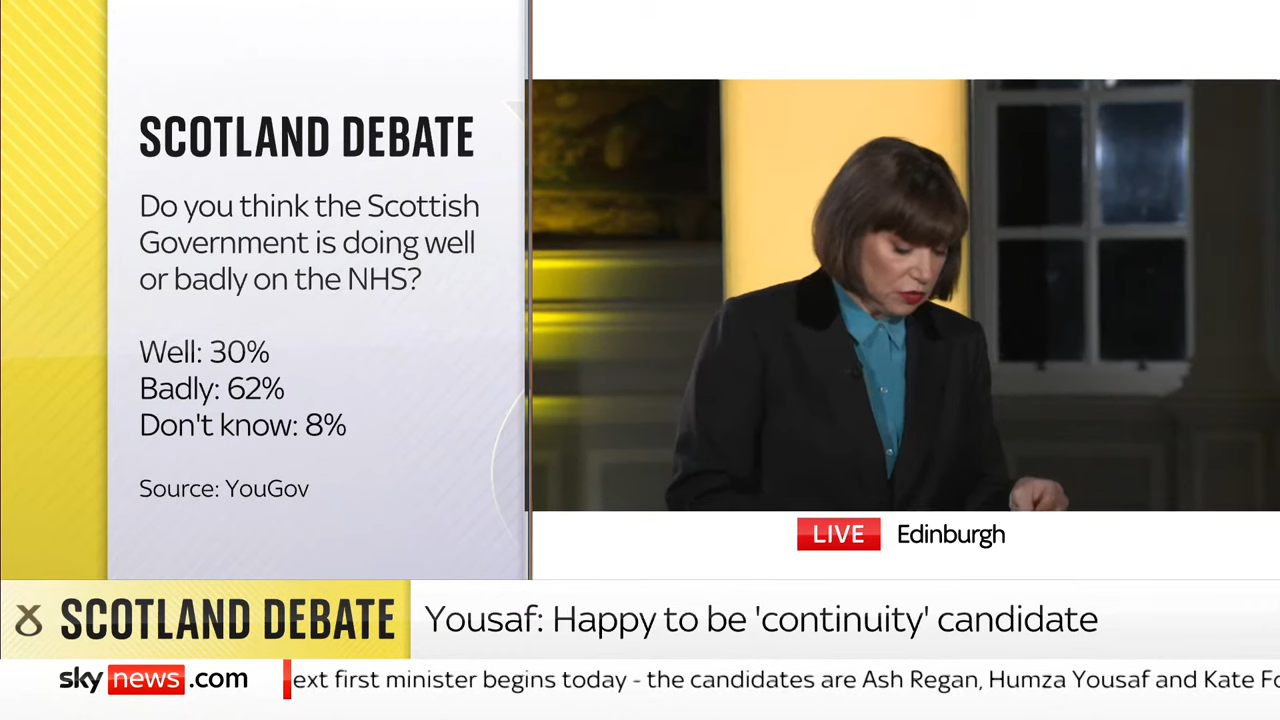 SCOTLAND DEBATE
Do you think the Scottish
Government is doing well
or badly on the NHS?
Well: 30%
Badly: 62%
Don't know: 8%
Source: YouGov
LIVE Edinburgh
SCOTLAND DEBATE Yousaf: Happy to be 'continuity' candidate
sky news .com ext first minister begins today - the candidates are Ash Regan, Humza Yousaf and Kate